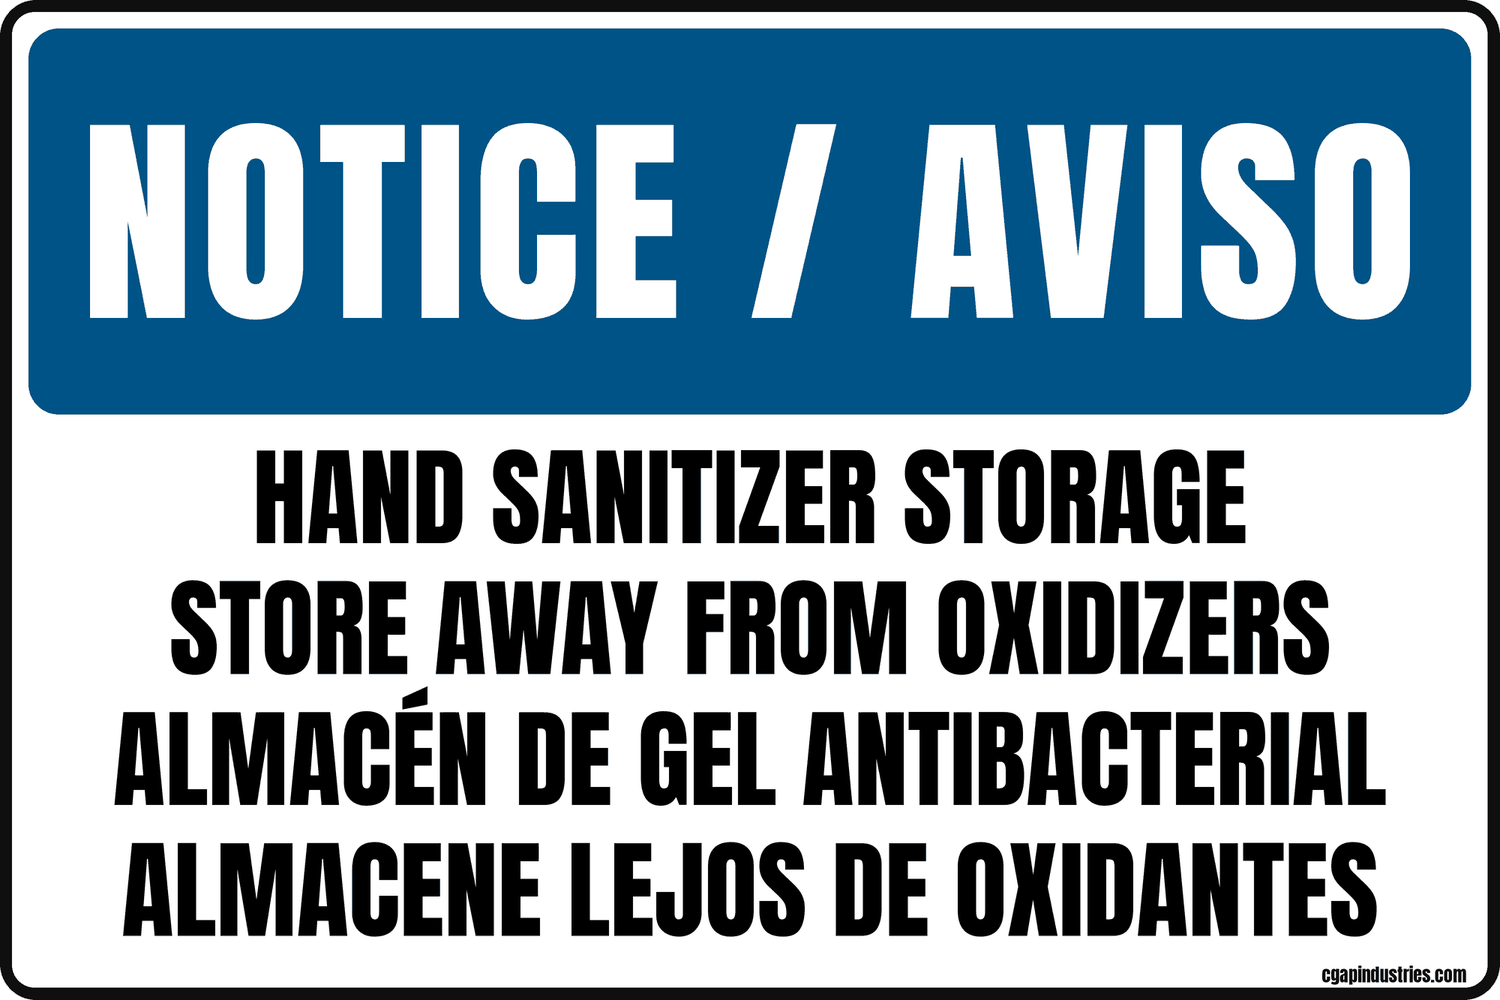 NOTICE / AVISO
HAND SANITIZER STORAGE
STORE AWAY FROM OXIDIZERS
ALMACÉN DE GEL ANTIBACTERIAL
ALMACENE LEJOS DE OXIDANTES
cgapindustries.com